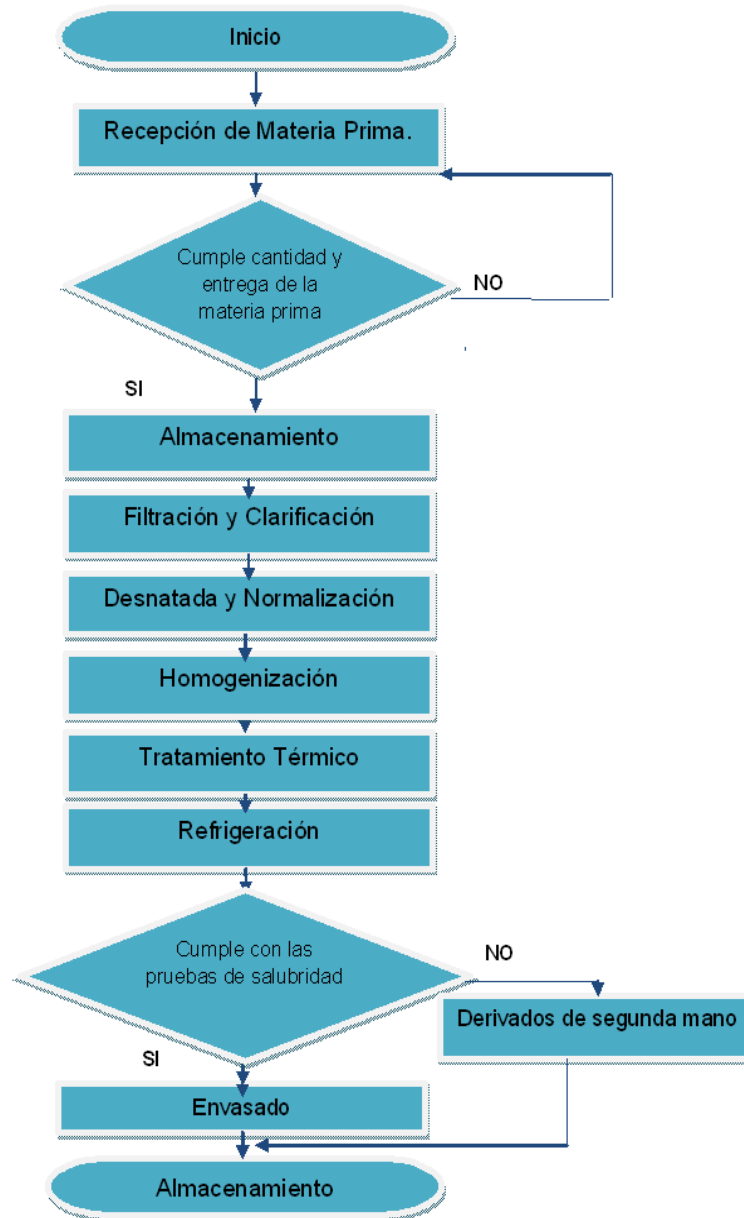 Inicio
Recepción de Materia Prima.
Cumple cantidad y
entrega de la
materia prima
NO
SI
Almacenamiento
Filtración y Clarificación
Desnatada y Normalización
Homogenización
Tratamiento Térmico
Refrigeración
Cumple con las
pruebas de salubridad
NO
Derivados de segunda mano
SI
Envasado
Almacenamiento